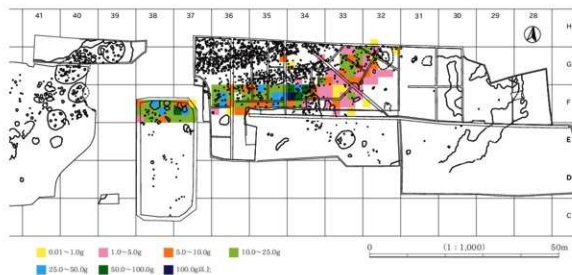 41 40 39 38 37 36 35 34 33 32 31 30 29 28
H
G
F
E
D
C
0.01～1.0g 1.0～5.0g 5.0～10.0g 10.0～25.0g
25.0～50.0g 50.0～100.0g 100.0g以上
0 (1:1,000) 50m